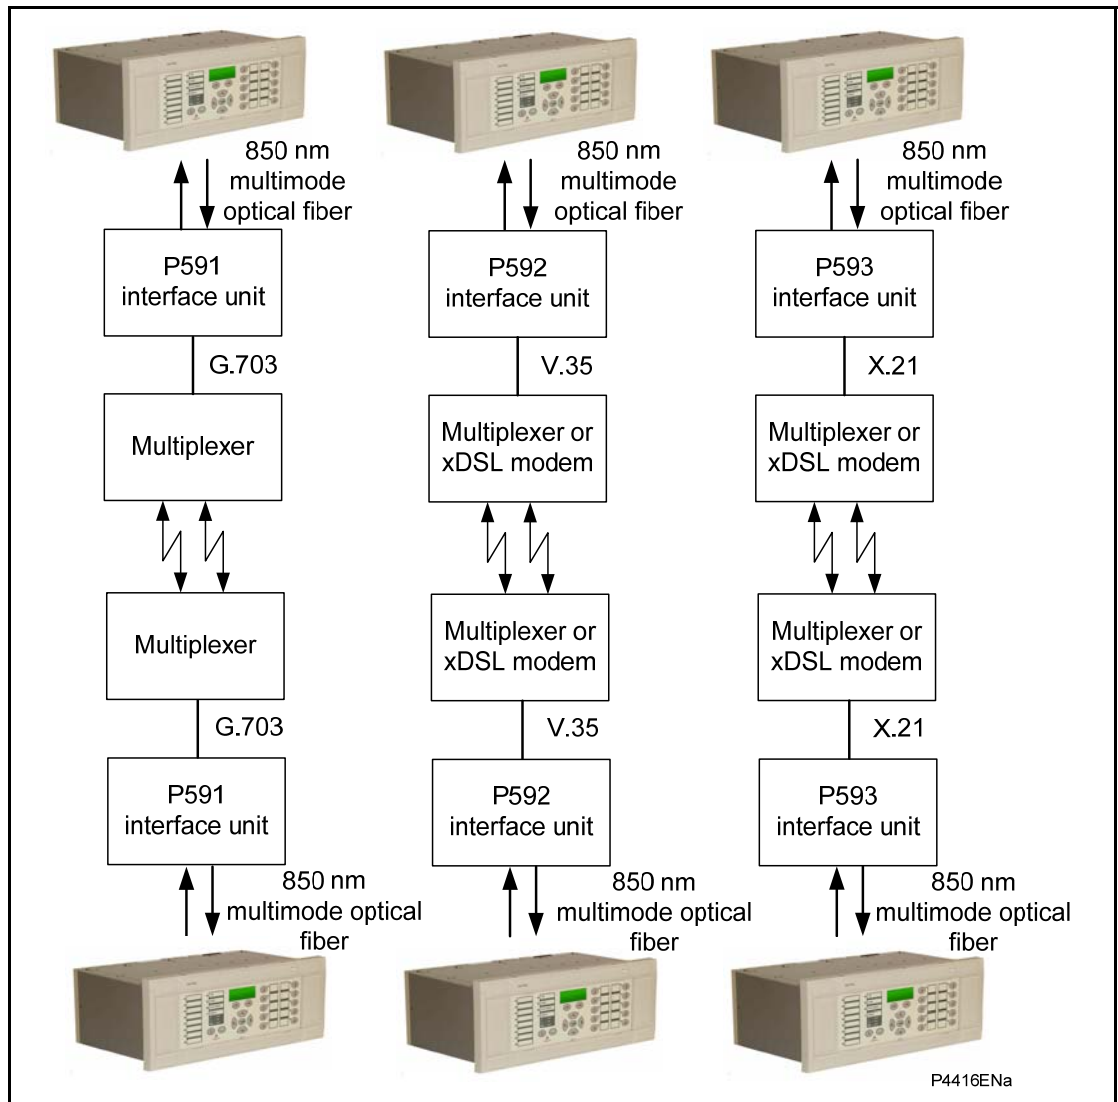 850 nm
multimode
optical fiber
850 nm
multimode
optical fiber
850 nm
multimode
optical fiber
P591
interface unit
P592
interface unit
P593
interface unit
G.703
V.35
X.21
Multiplexer
Multiplexer or
xDSL modem
Multiplexer or
xDSL modem
Multiplexer
Multiplexer or
xDSL modem
Multiplexer or
xDSL modem
G.703
V.35
X.21
P591
interface unit
P592
interface unit
P593
interface unit
850 nm
multimode optical
fiber
850 nm
multimode optical
fiber
850 nm
multimode optical
fiber
P4416ENa